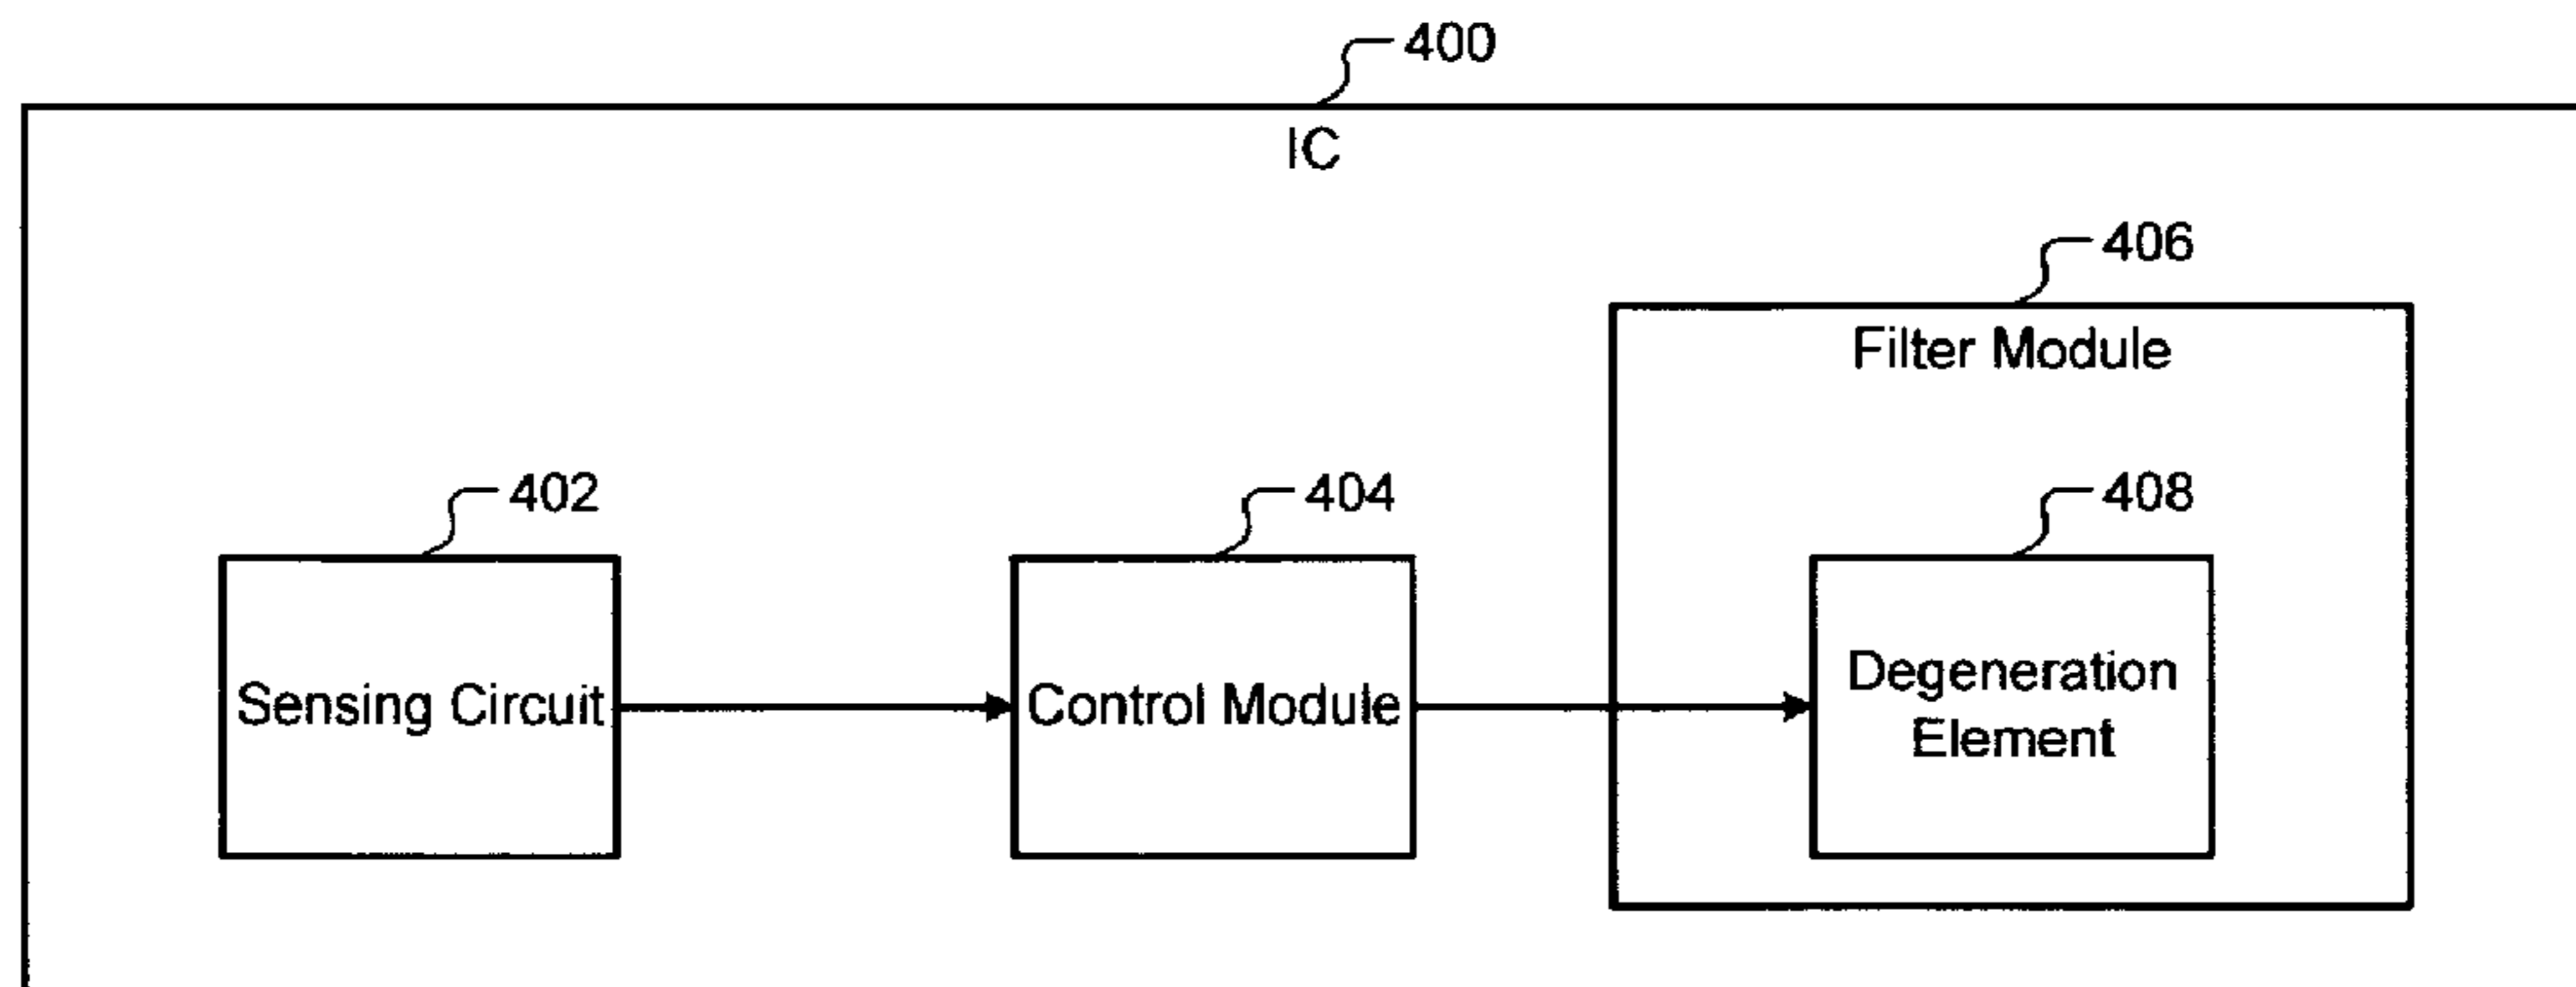 400
IC
406
Filter Module
402
404
408
Sensing Circuit
Control Module
Degeneration
Element